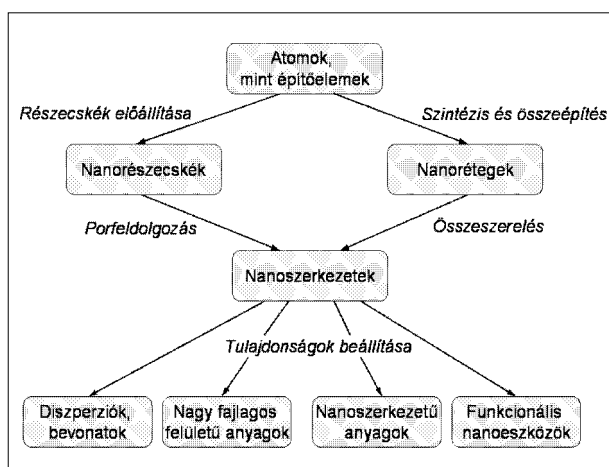 Atomok,
mint építőelemek
Részecskék előállítása
Szintézis és összeépítés
Nanorészecskék
Nanorétegek
Porfeldolgozás
Összeszerelés
Nanoszerkezetek
Tulajdonságok beállítása
Diszperziók,
bevonatok
Nagy fajlagos
felületű anyagok
Nanoszerkezetű
anyagok
Funkcionális
nanoeszközök